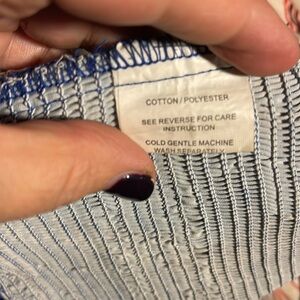 COTTON / POLYESTER
SEE REVERSE FOR CARE
INSTRUCTION
COLD GENTLE MACHINE
WASH SEPARATELY